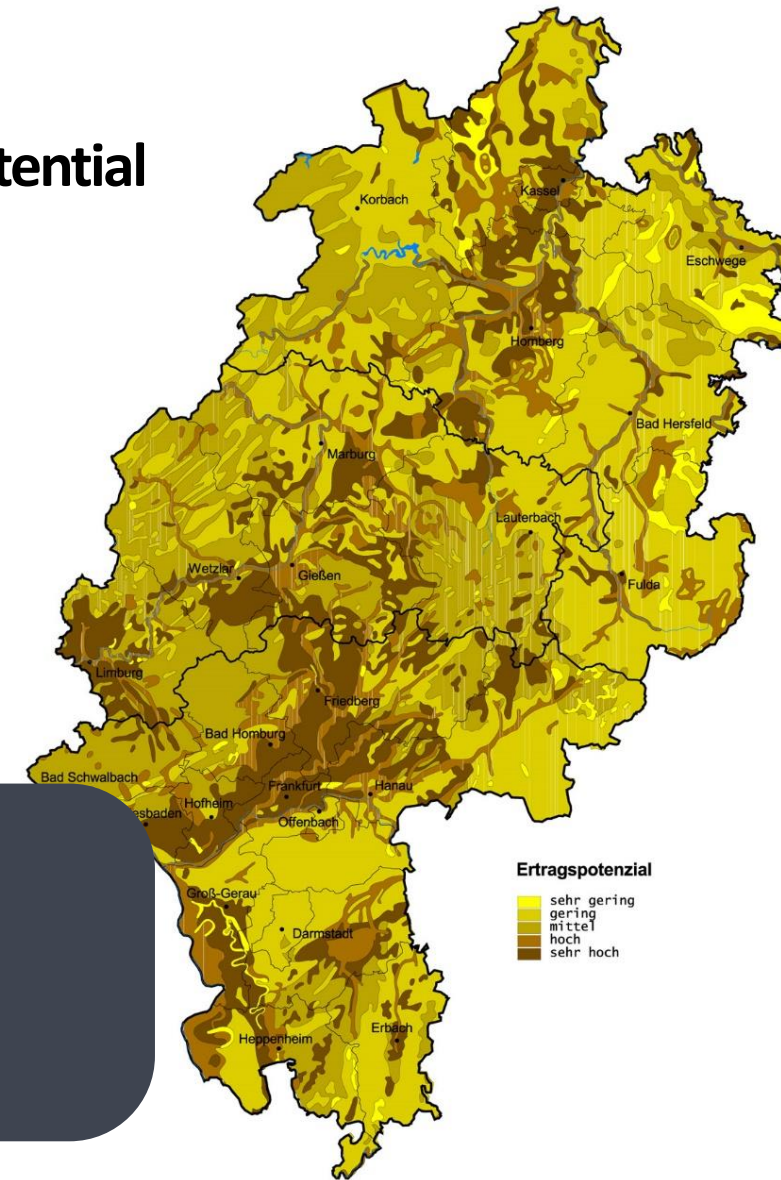 tential
Korbach
Kassel
Eschwege
Homberg
Bad Hersfeld
Marburg
Lauterbach
Wetzlar
Gießen
Fulda
Limburg
Friedberg
Bad Homburg
Bad Schwalbach
Frankfurt
Hanau
esbaden
Hofheim
Offenbach
Ertragspotenzial
sehr gering
gering
mittel
hoch
sehr hoch
Groß-Gerau
Darmstadt
Erbach
Heppenheim